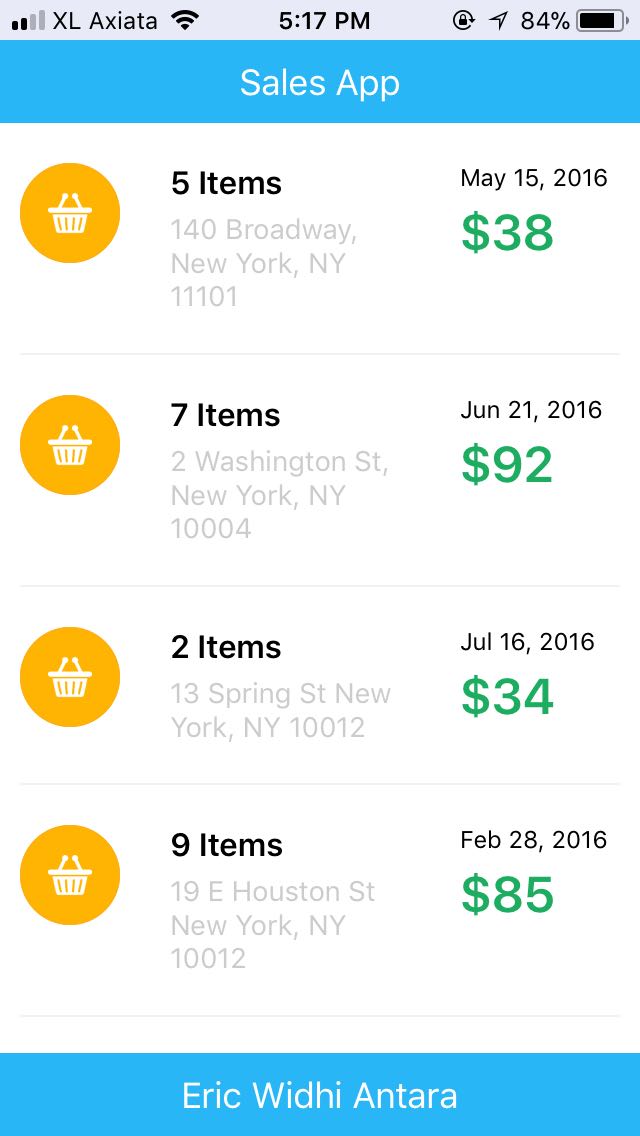 XL Axiata 5:17 PM 84%
Sales App
5 Items
140 Broadway,
New York, NY
11101
May 15, 2016
$38
7 Items
2 Washington St,
New York, NY
10004
Jun 21, 2016
$92
2 Items
13 Spring St New
York, NY 10012
Jul 16, 2016
$34
9 Items
19 E Houston St
New York, NY
10012
Feb 28, 2016
$85
Eric Widhi Antara